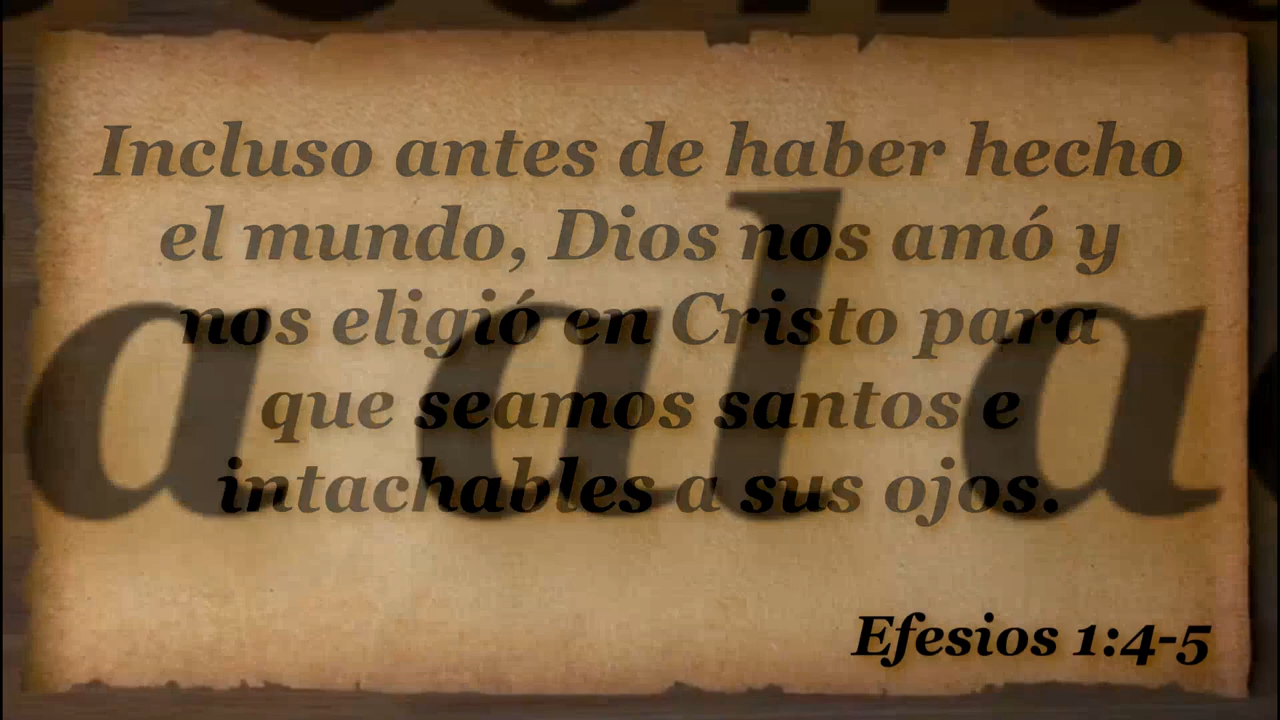 Incluso antes de haber hecho
el mundo, Dios nos amó y
nos eligió en Cristo para
que seamos santos e
intachables a sus ojos.
Efesios 1:4-5